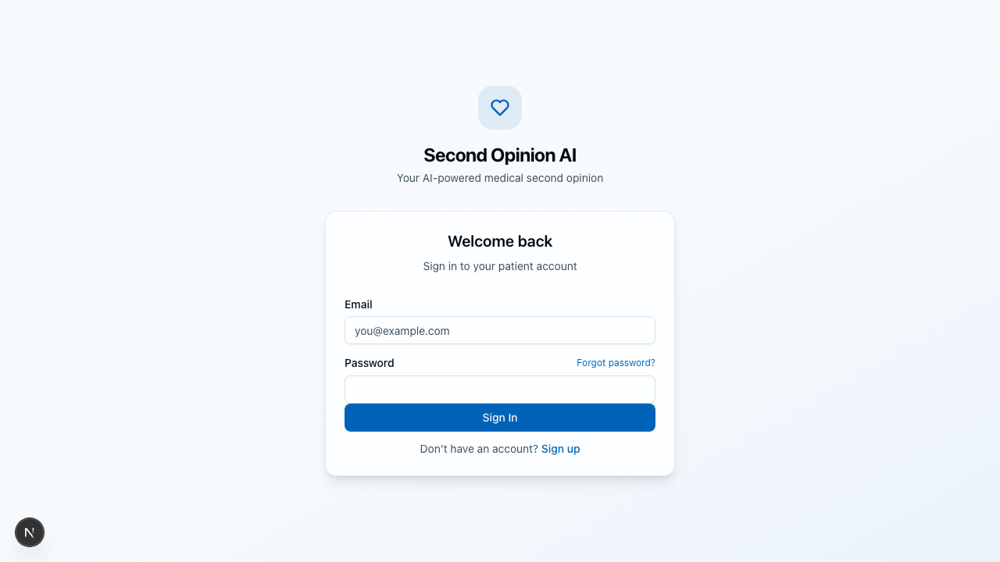 Second Opinion AI
Your AI-powered medical second opinion
Welcome back
Sign in to your patient account
Email
you@example.com
Password Forgot password?
Sign In
Don't have an account? Sign up
N